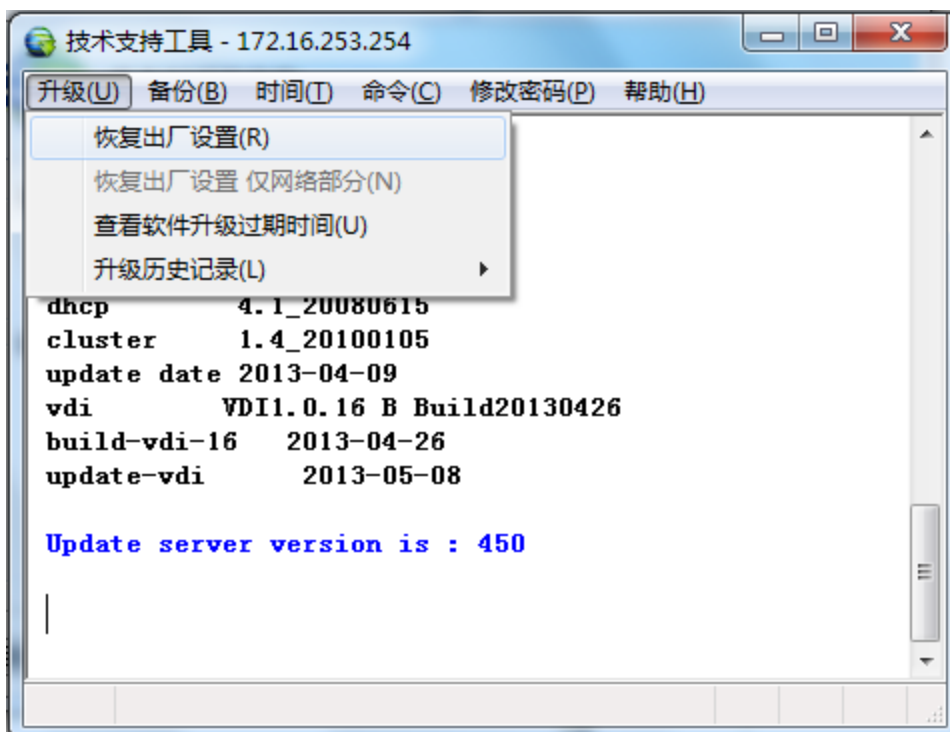 技术支持工具 - 172.16.253.254
升级(U) 备份(B) 时间(T) 命令(C) 修改密码(P) 帮助(H)
恢复出厂设置(R)
恢复出厂设置 仅网络部分(N)
查看软件升级过期时间(U)
升级历史记录(L)
dhcp 4.1_20080615
cluster 1.4_20100105
update date 2013-04-09
vdi VDI1.0.16 B Build20130426
build-vdi-16 2013-04-26
update-vdi 2013-05-08
Update server version is : 450